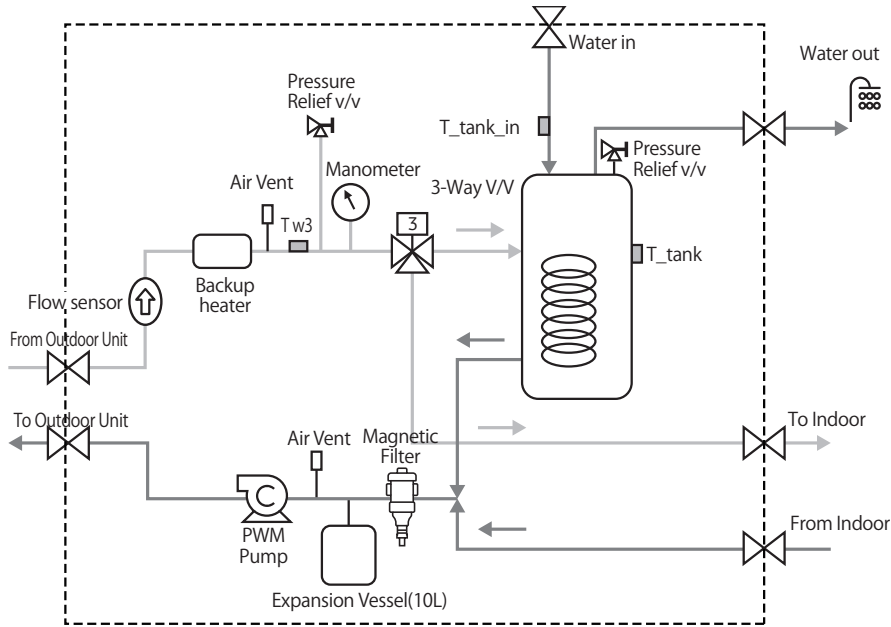 Water in
Water out
Pressure
Relief v/v
T_tank_in
Pressure
Relief v/v
Air Vent
Manometer
3-Way V/V
T w3
3
T_tank
Backup
heater
Flow sensor
From Outdoor Unit
To Outdoor Unit
Air Vent
Magnetic
Filter
To Indoor
C
PWM
Pump
From Indoor
Expansion Vessel(10L)